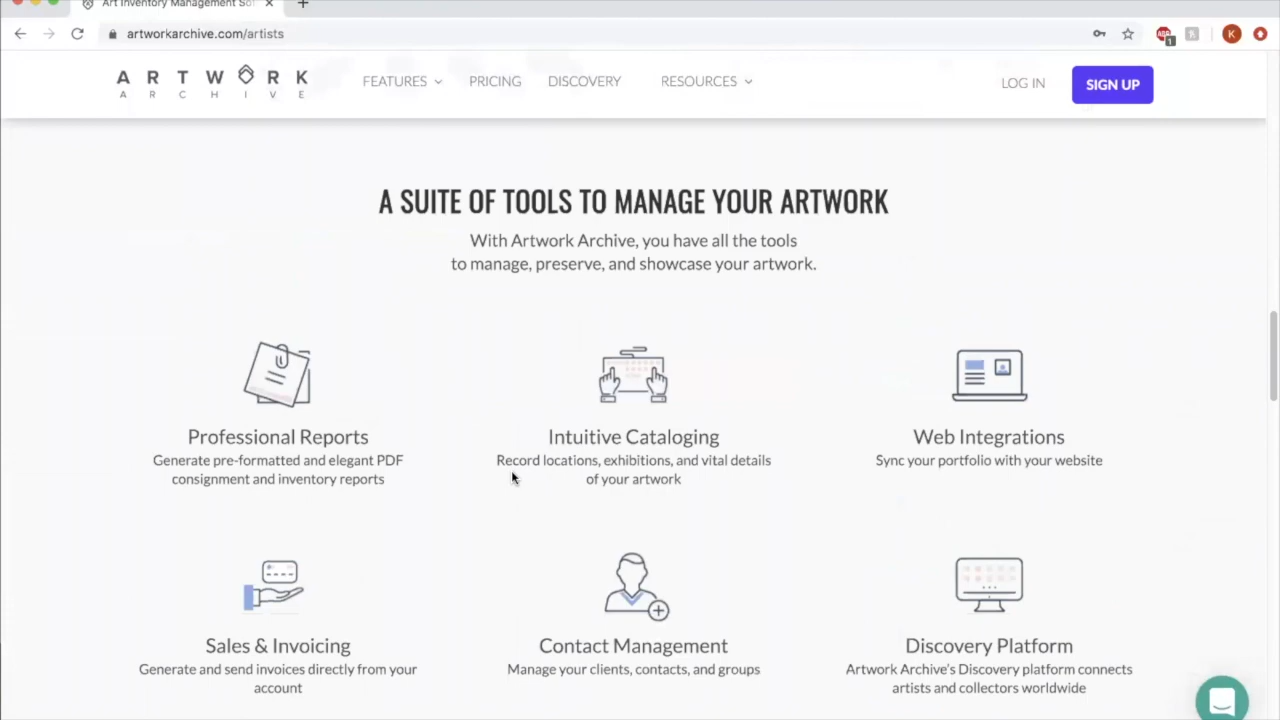 Art Inventory Management Sof
artworkarchive.com/artists
ABP
1
K
ARTWORK
ARCHIVE
FEATURES
PRICING
DISCOVERY
RESOURCES
LOG IN
SIGN UP
A SUITE OF TOOLS TO MANAGE YOUR ARTWORK
With Artwork Archive, you have all the tools
to manage, preserve, and showcase your artwork.
Professional Reports
Generate pre-formatted and elegant PDF
consignment and inventory reports
Intuitive Cataloging
Record locations, exhibitions, and vital details
of your artwork
Web Integrations
Sync your portfolio with your website
Sales & Invoicing
Generate and send invoices directly from your
account
Contact Management
Manage your clients, contacts, and groups
Discovery Platform
Artwork Archive's Discovery platform connects
artists and collectors worldwide